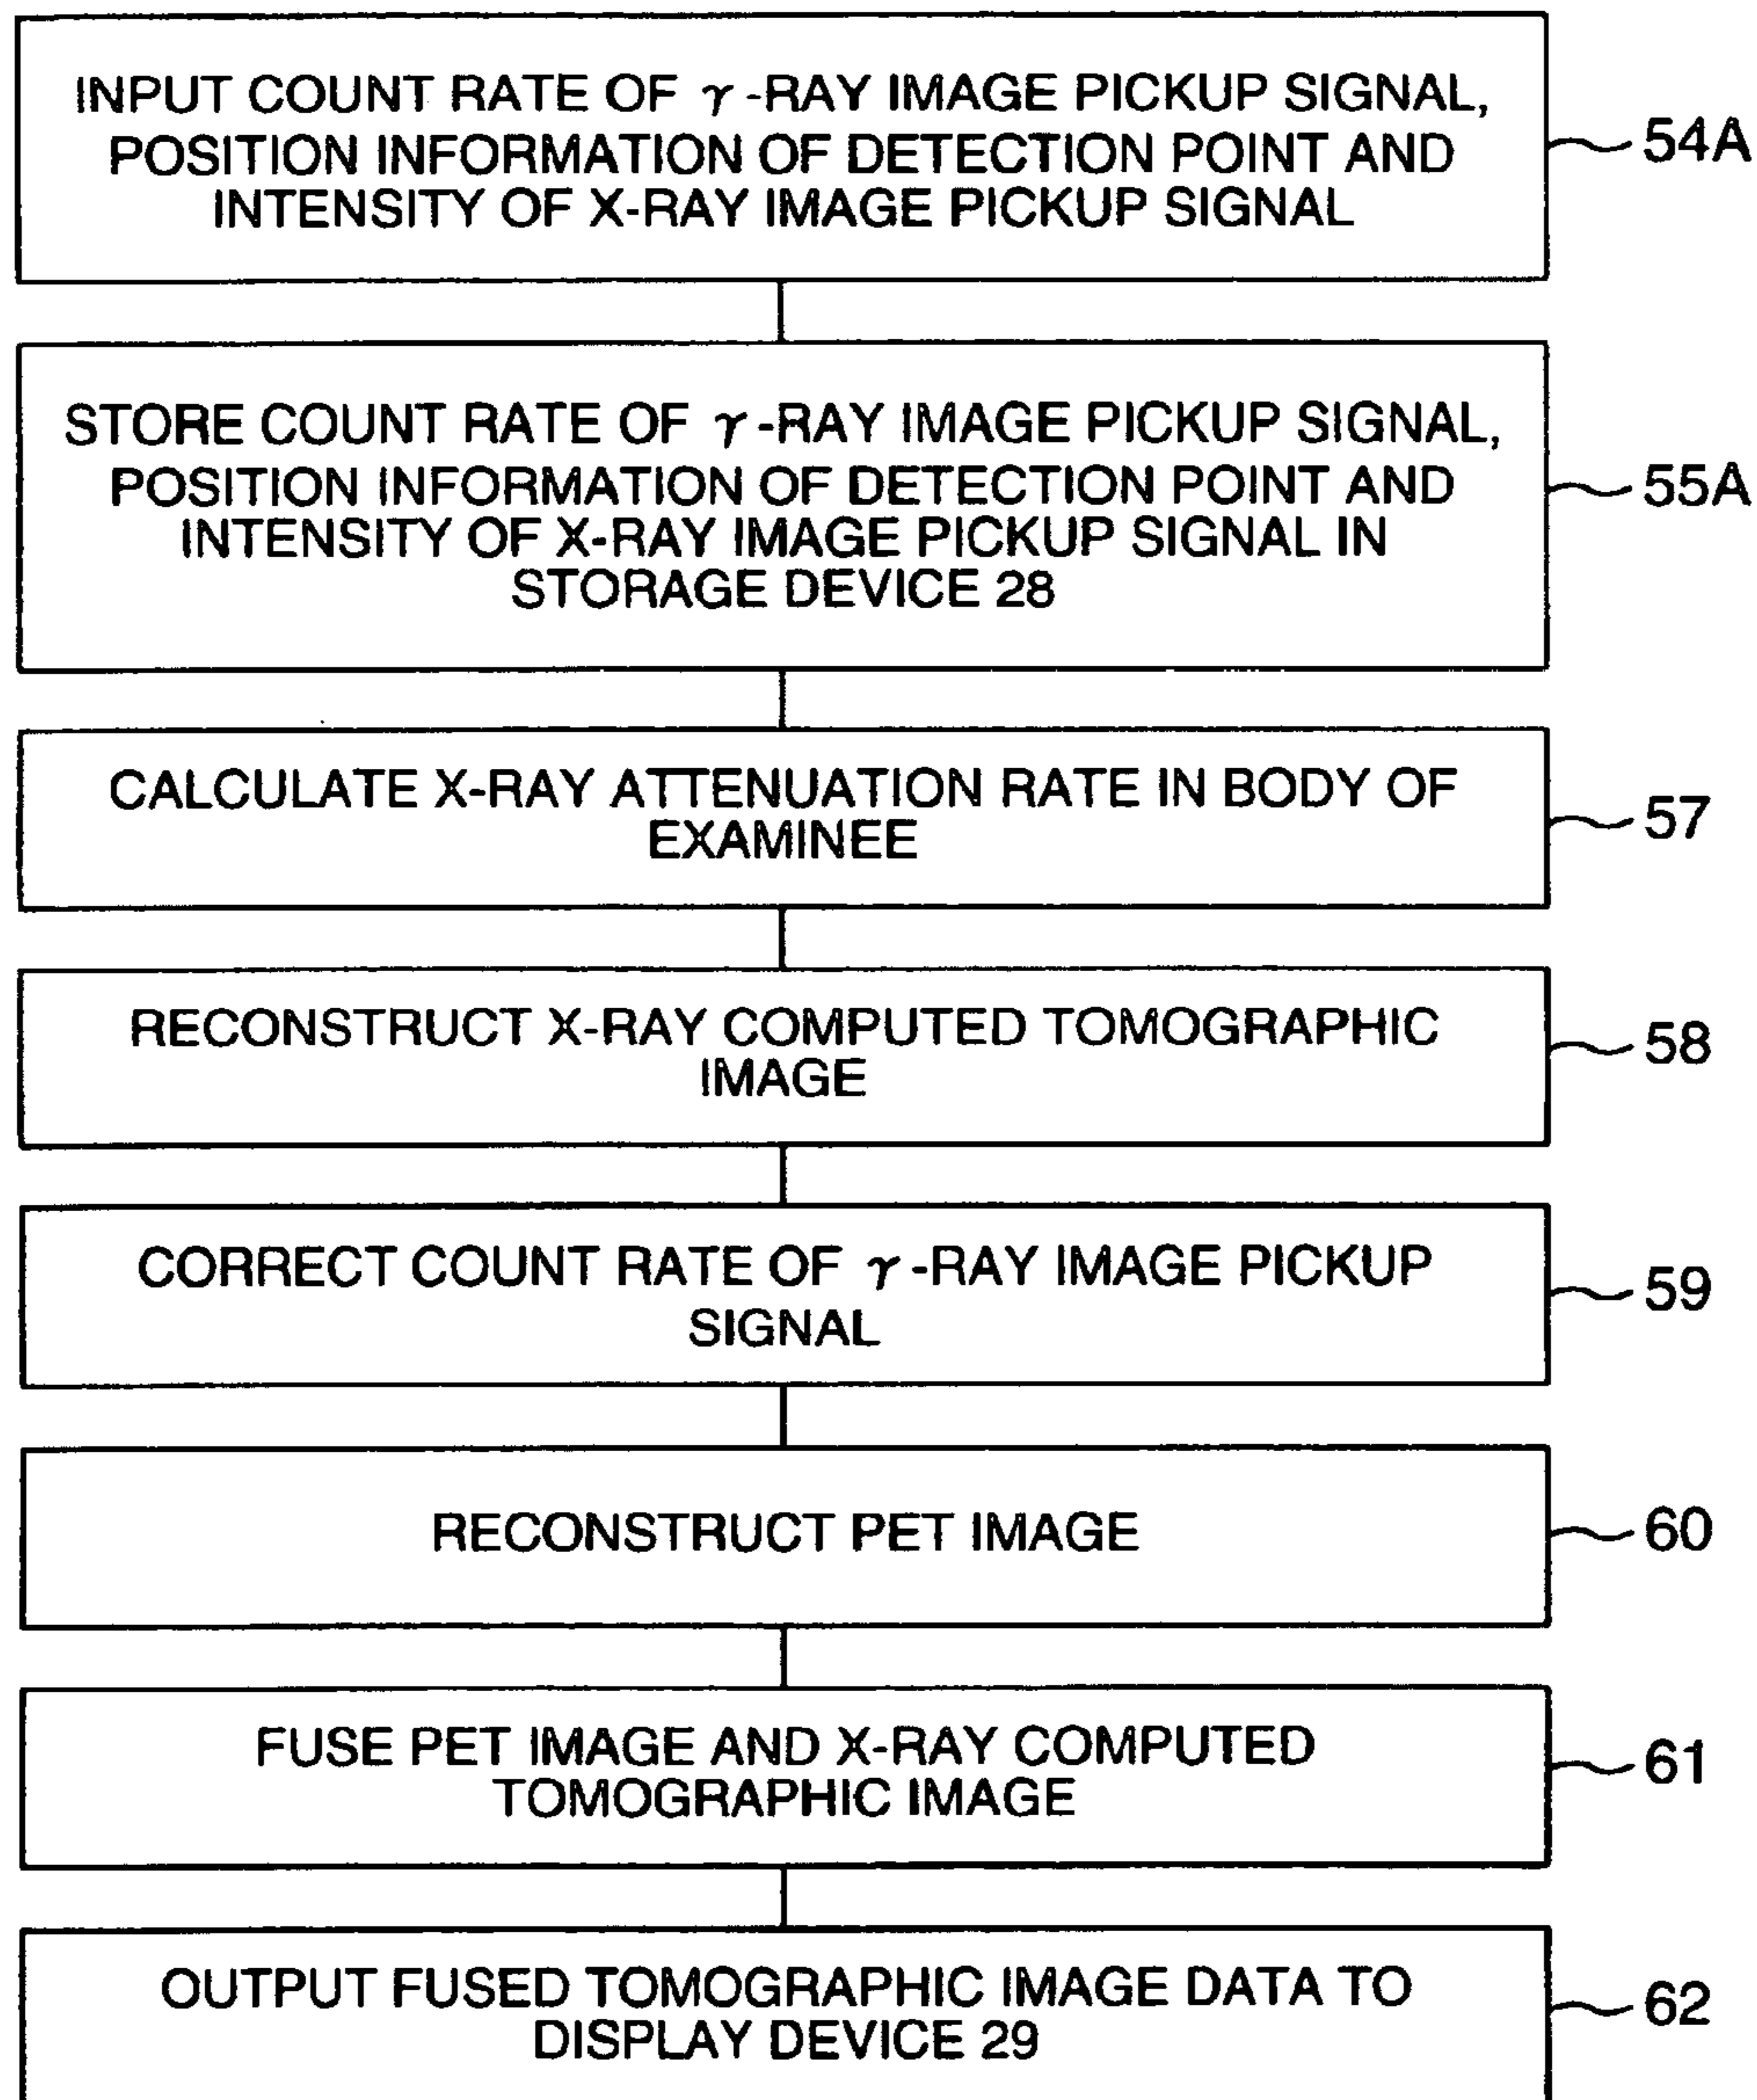 INPUT COUNT RATE OF γ-RAY IMAGE PICKUP SIGNAL,
POSITION INFORMATION OF DETECTION POINT AND
INTENSITY OF X-RAY IMAGE PICKUP SIGNAL
54A
STORE COUNT RATE OF γ-RAY IMAGE PICKUP SIGNAL,
POSITION INFORMATION OF DETECTION POINT AND
INTENSITY OF X-RAY IMAGE PICKUP SIGNAL IN
STORAGE DEVICE 28
55A
CALCULATE X-RAY ATTENUATION RATE IN BODY OF
EXAMINEE
57
RECONSTRUCT X-RAY COMPUTED TOMOGRAPHIC
IMAGE
58
CORRECT COUNT RATE OF γ-RAY IMAGE PICKUP
SIGNAL
59
RECONSTRUCT PET IMAGE
60
FUSE PET IMAGE AND X-RAY COMPUTED
TOMOGRAPHIC IMAGE
61
OUTPUT FUSED TOMOGRAPHIC IMAGE DATA TO
DISPLAY DEVICE 29
62